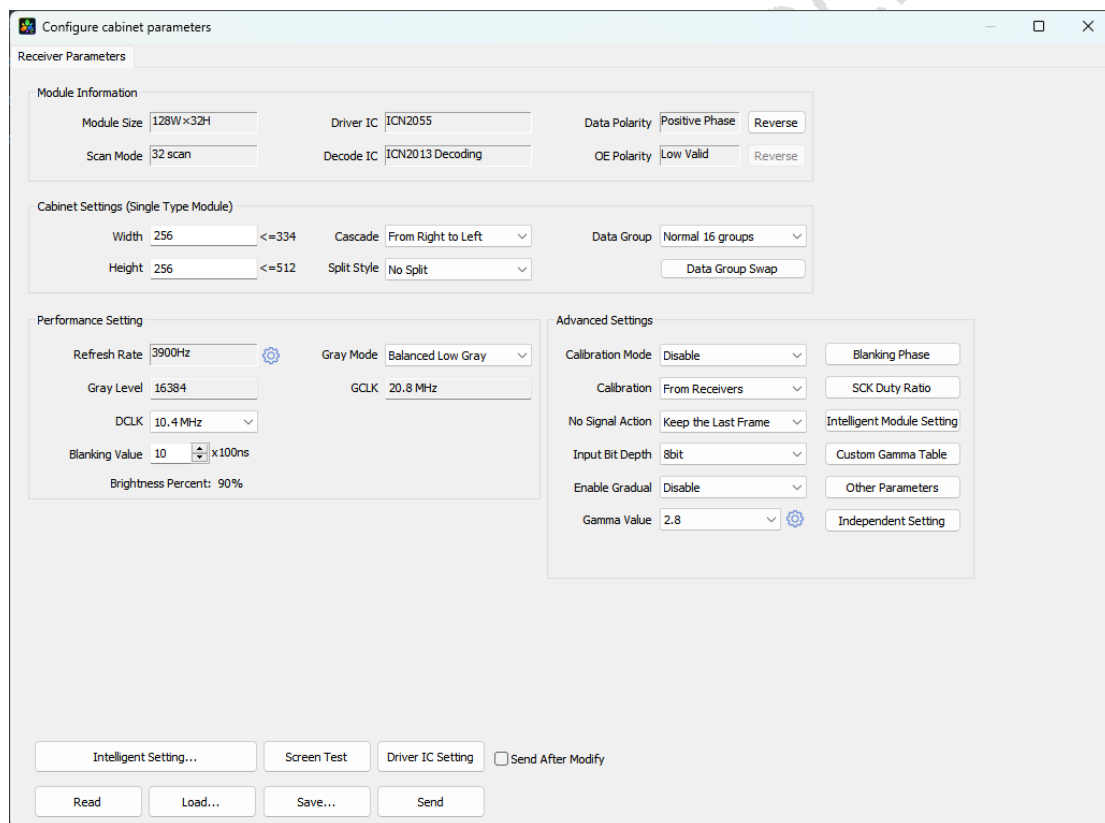 Configure cabinet parameters
Receiver Parameters
Module Information
Module Size 128W×32H Driver IC ICN2055 Data Polarity Positive Phase Reverse
Scan Mode 32 scan Decode IC ICN2013 Decoding OE Polarity Low Valid Reverse
Cabinet Settings (Single Type Module)
Width 256 <=334 Cascade From Right to Left Data Group Normal 16 groups
Height 256 <=512 Split Style No Split Data Group Swap
Performance Setting Advanced Settings
Refresh Rate 3900Hz Gray Mode Balanced Low Gray Calibration Mode Disable Blanking Phase
Gray Level 16384 GCLK 20.8 MHz Calibration From Receivers SCK Duty Ratio
DCLK 10.4 MHz No Signal Action Keep the Last Frame Intelligent Module Setting
Blanking Value 10 x100ns Input Bit Depth 8bit Custom Gamma Table
Brightness Percent: 90% Enable Gradual Disable Other Parameters
Gamma Value 2.8 Independent Setting
Intelligent Setting... Screen Test Driver IC Setting Send After Modify
Read Load... Save... Send